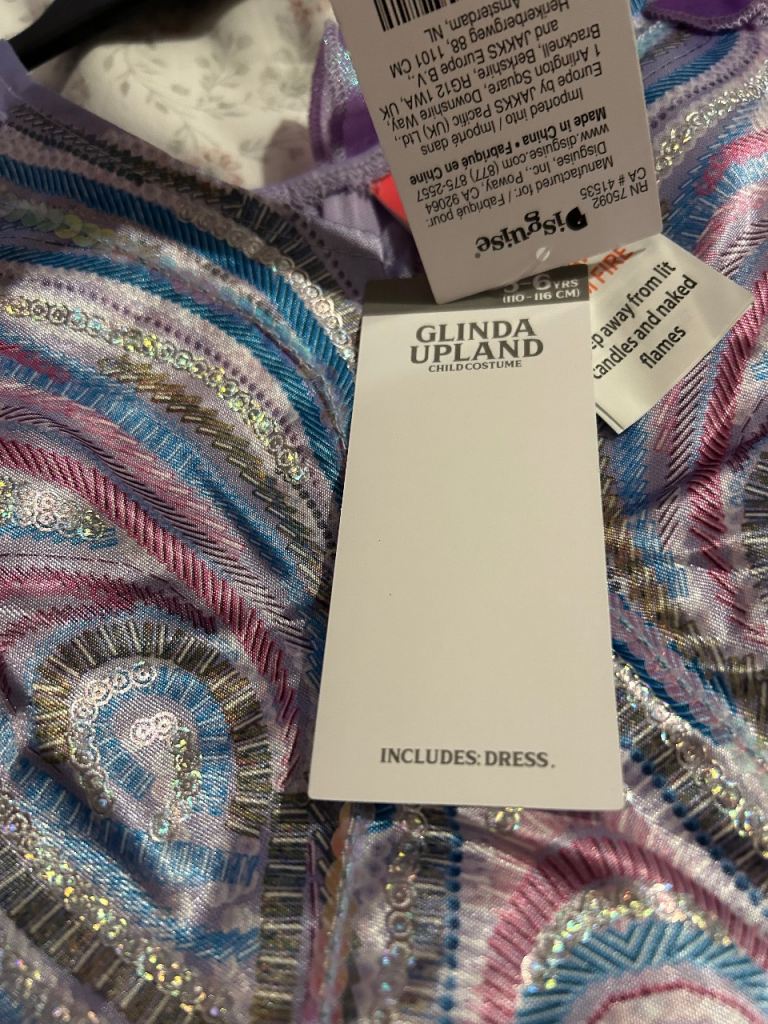 RN 75092
CA # 41535
Disguise
Manufactured for: / Fabriqué pour:
Disguise, Inc., Poway, CA 92064
www.disguise.com (877) 875-2557
Made in China • Fabriqué en Chine
Imported into / Importé dans
Europe by JAKKS Pacific (UK) Ltd.
1 Arlington Square, Downshire Way,
Bracknell, Berkshire, RG12 1WA, UK
and JAKKS Europe B.V.,
Herikerbergweg 88, 1101 CM
Amsterdam, NL
5-6 YRS
(110-116 CM)
GLINDA
UPLAND
CHILD COSTUME
INCLUDES: DRESS.
FIRE
away from lit
candles and naked
flames